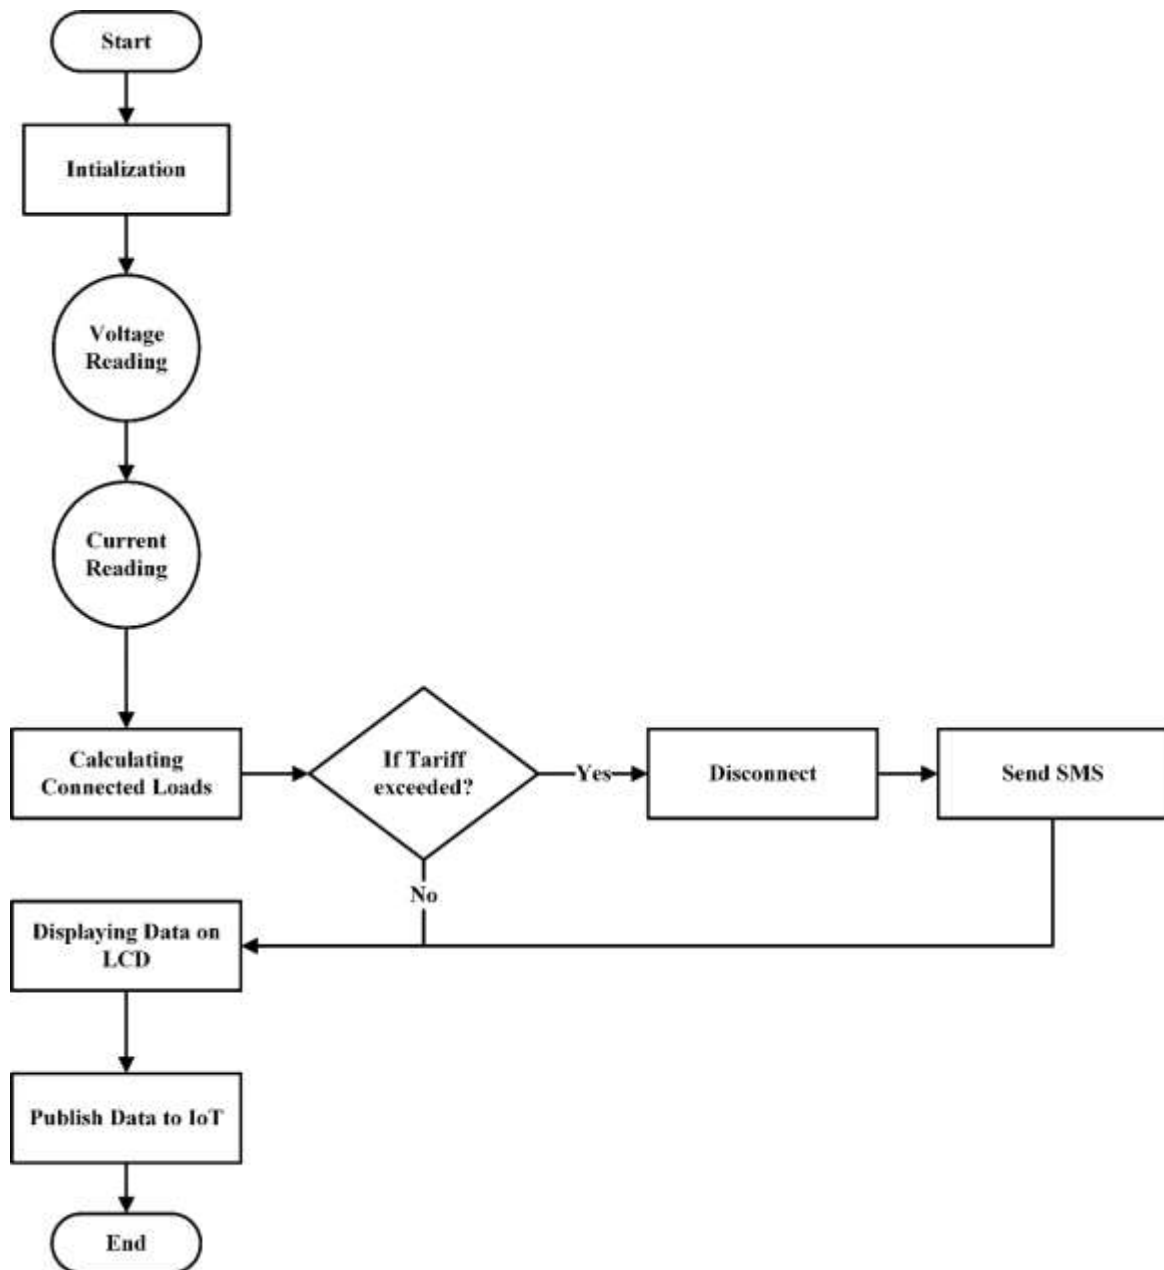 Start
Intialization
Voltage
Reading
Current
Reading
Calculating
Connected Loads
If Tariff
exceeded?
Yes
Disconnect
Send SMS
No
Displaying Data on
LCD
Publish Data to IoT
End